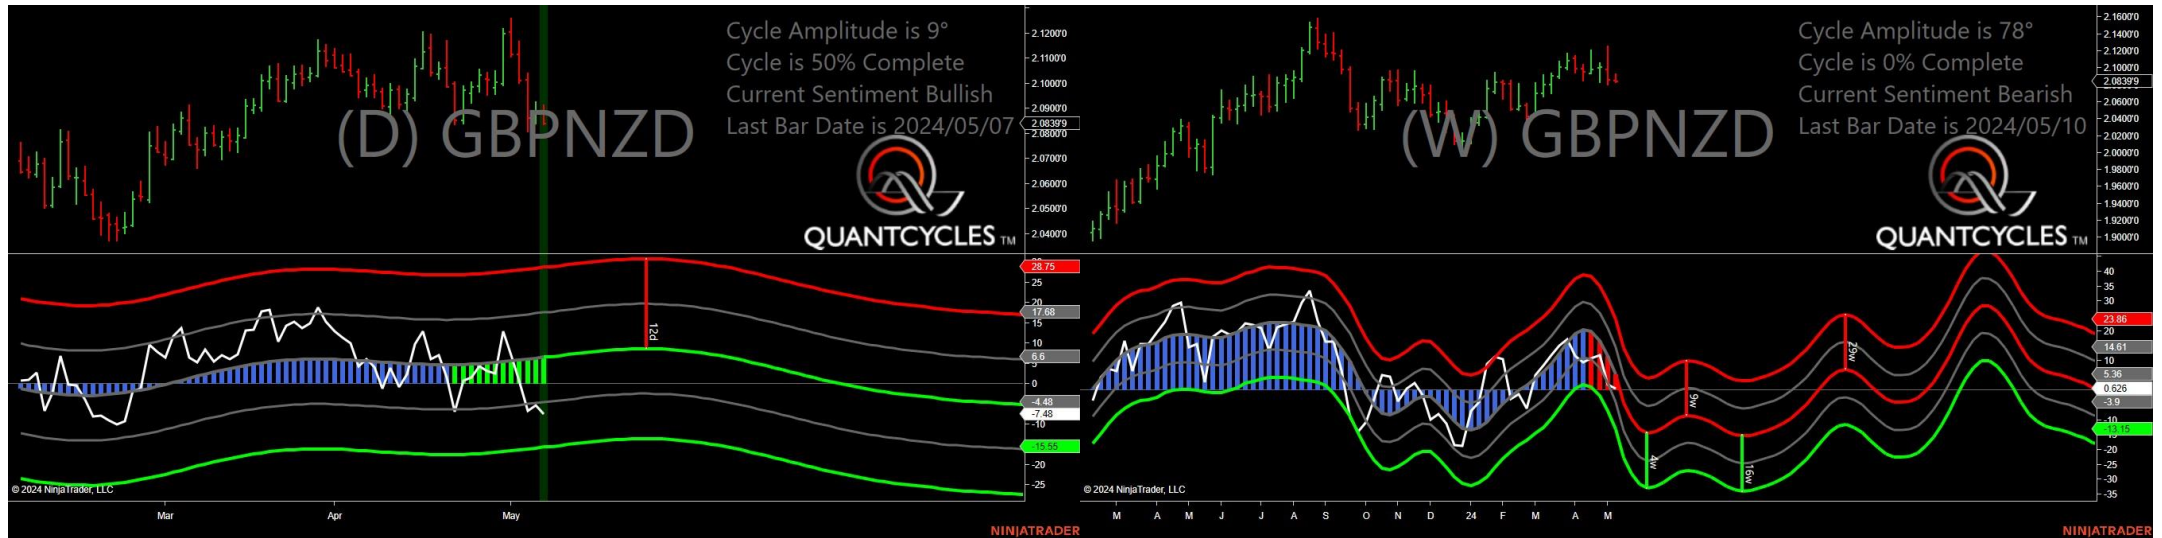 Cycle Amplitude is 9°
Cycle is 50% Complete
Current Sentiment Bullish
Last Bar Date is 2024/05/07
(D) GBPNZD
QUANTCYCLES TM
2.1200'0
2.1000'0
2.0900'0
2.0839'9
2.0800'0
2.0700'0
2.0600'0
2.0500'0
2.0400'0
28.75
25
20
17.68
15
10
6.6
5
0
-4.48
-7.48
-10
-15.55
-20
-25
12d
© 2024 NinjaTrader, LLC
Mar
Apr
May
NINJATRADER
Cycle Amplitude is 78°
Cycle is 0% Complete
Current Sentiment Bearish
Last Bar Date is 2024/05/10
(W) GBPNZD
QUANTCYCLES TM
2.1600'0
2.1400'0
2.1200'0
2.1000'0
2.0839'9
2.0600'0
2.0400'0
2.0200'0
2.0000'0
1.9800'0
1.9600'0
1.9400'0
1.9200'0
1.9000'0
40
35
30
23.86
20
14.61
10
5.36
0.626
-3.9
-10
-13.15
-15
-20
-25
-30
-35
4w
9w
16w
29w
© 2024 NinjaTrader, LLC
M A M J J A S O N D 24 F M A M
NINJATRADER